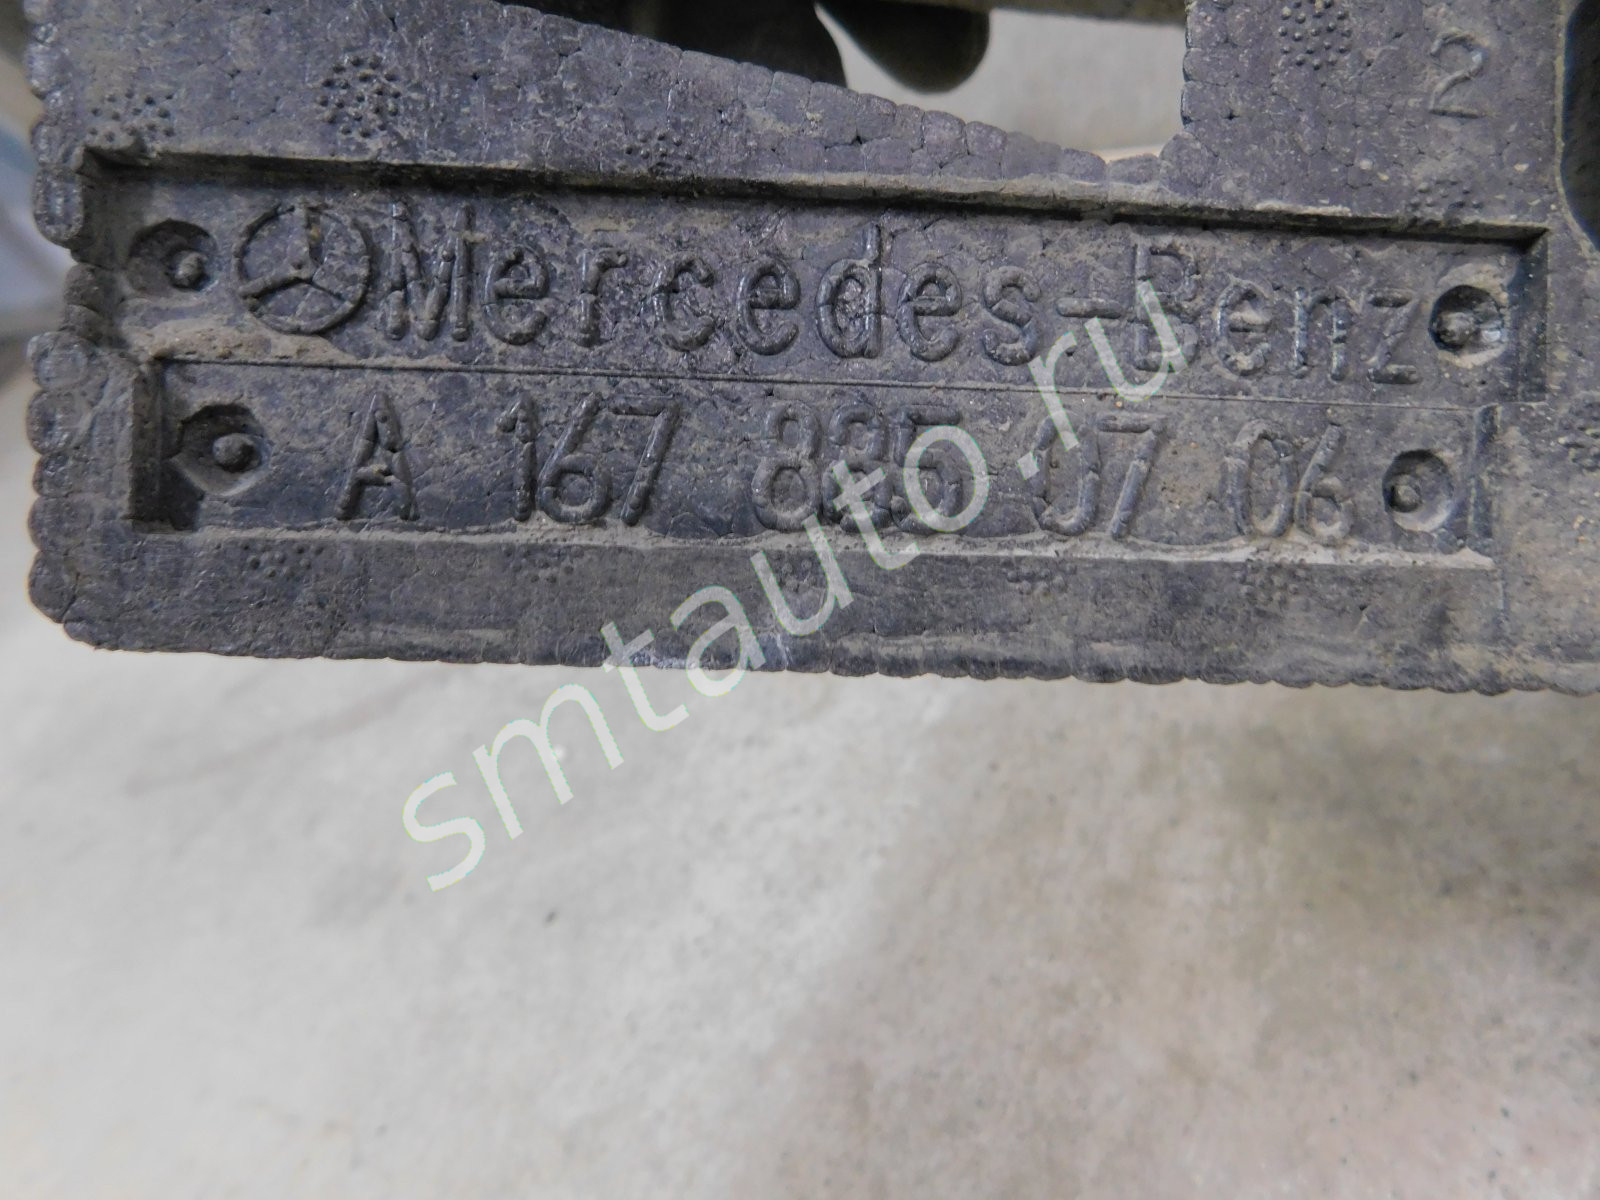 2
Mercedes-Benz
A 167 885 07 06
smtauto.ru